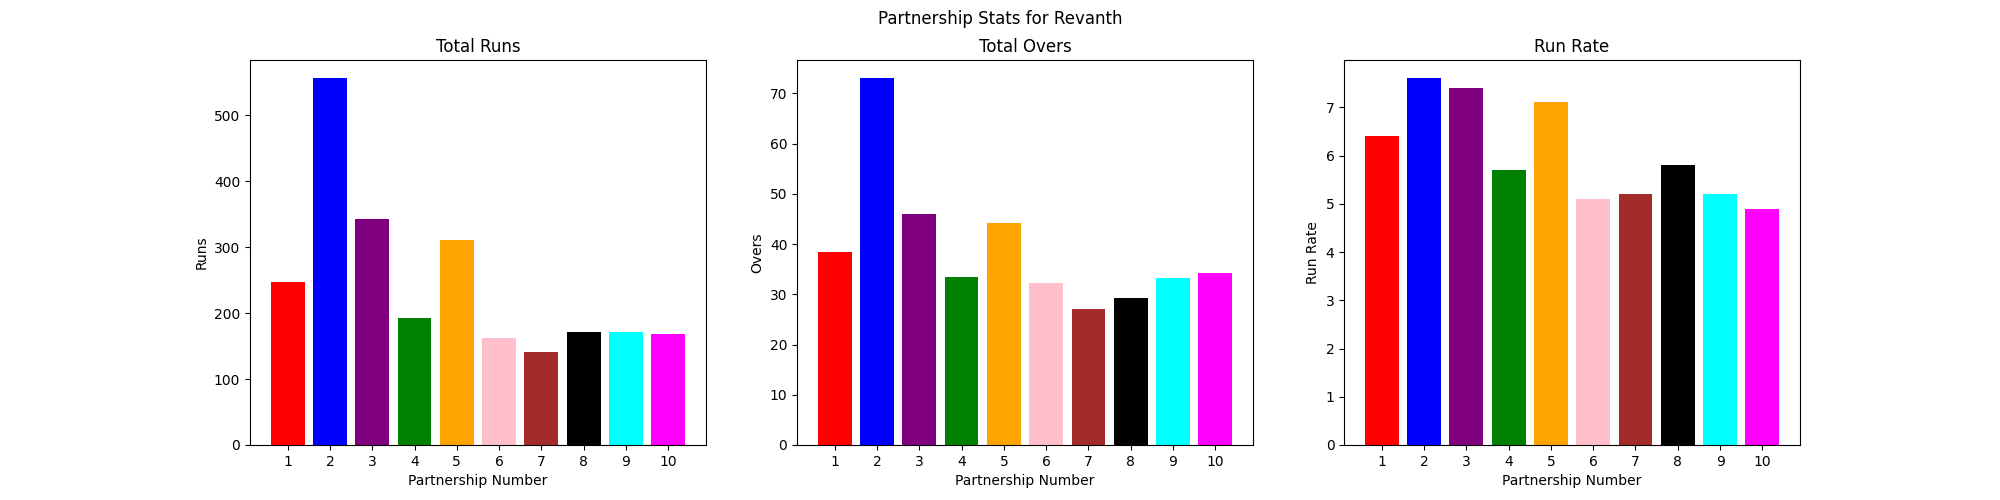 Partnership Stats for Revanth
Total Runs
Runs
500
400
300
200
100
0
1 2 3 4 5 6 7 8 9 10
Partnership Number
Total Overs
Overs
70
60
50
40
30
20
10
0
1 2 3 4 5 6 7 8 9 10
Partnership Number
Run Rate
Run Rate
7
6
5
4
3
2
1
0
1 2 3 4 5 6 7 8 9 10
Partnership Number